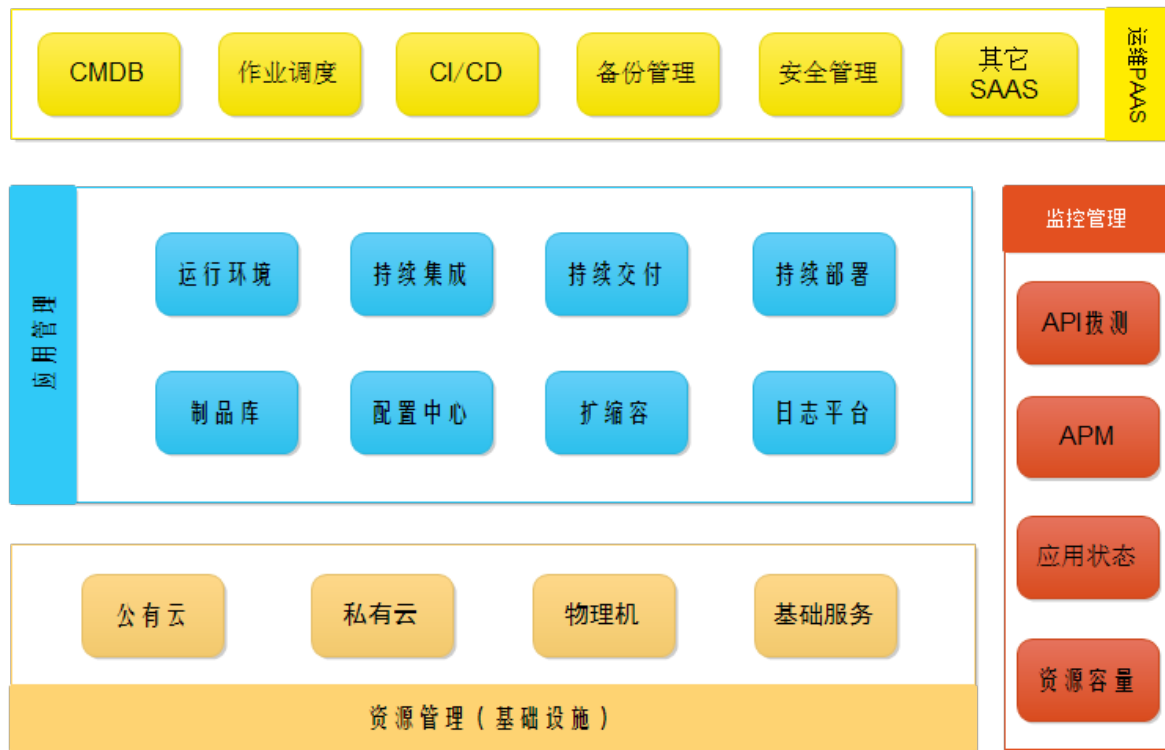 CMDB
作业调度
CI/CD
备份管理
安全管理
其它
SAAS
运维PAAS
应用管理
运行环境
持续集成
持续交付
持续部署
制品库
配置中心
扩缩容
日志平台
监控管理
API拨测
APM
应用状态
资源容量
公有云
私有云
物理机
基础服务
资源管理(基础设施)